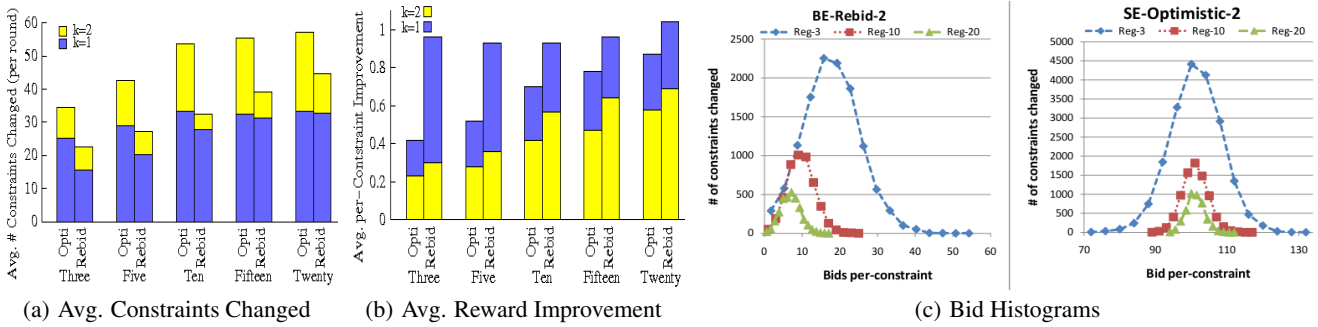 Avg. # Constraints Changed (per round)
60
50
40
30
20
10
0
k=2
k=1
Opti Rebid Opti Rebid Opti Rebid Opti Rebid Opti Rebid
Three Five Ten Fifteen Twenty
(a) Avg. Constraints Changed
Avg. per-Contstraint Improvement
1
0.8
0.6
0.4
0.2
0
k=2
k=1
Opti Rebid Opti Rebid Opti Rebid Opti Rebid Opti Rebid
Three Five Ten Fifteen Twenty
(b) Avg. Reward Improvement
BE-Rebid-2
Reg-3 Reg-10 Reg-20
# of constraints changed
2500
2000
1500
1000
500
0
0 10 20 30 40 50 60
Bids per-constraint
SE-Optimistic-2
Reg-3 Reg-10 Reg-20
# of constraints changed
5000
4500
4000
3500
3000
2500
2000
1500
1000
500
0
70 90 110 130
Bid per-constraint
(c) Bid Histograms